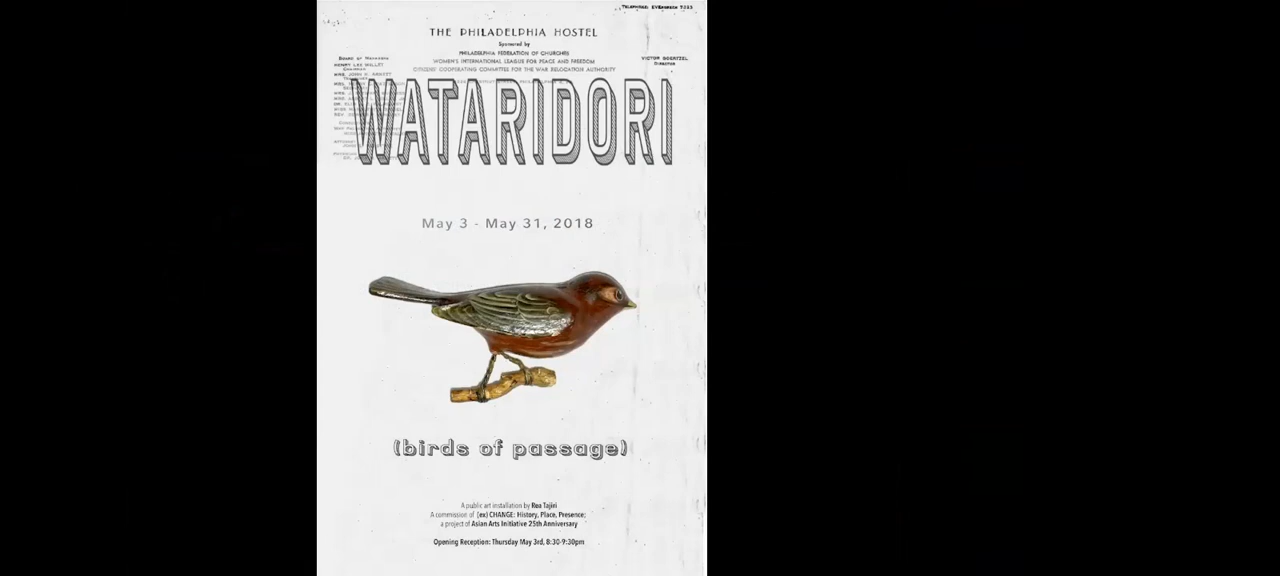 TELEPHONE: EVERGREEN 7023
THE PHILADELPHIA HOSTEL
Sponsored by
PHILADELPHIA FEDERATION OF CHURCHES
WOMEN'S INTERNATIONAL LEAGUE FOR PEACE AND FREEDOM
CITIZENS' COOPERATING COMMITTEE FOR THE WAR RELOCATION AUTHORITY
BOARD OF MANAGERS
HENRY LEE WILLET
CHAIRMAN
MRS. JOHN H. ARNETT
VICTOR GOERTZEL
DIRECTOR
WATARIDORI
May 3 - May 31, 2018
(birds of passage)
A public art installation by Rea Tajiri
A commission of (ex) CHANGE: History, Place, Presence;
a project of Asian Arts Initiative 25th Anniversary
Opening Reception: Thursday May 3rd, 8:30-9:30pm